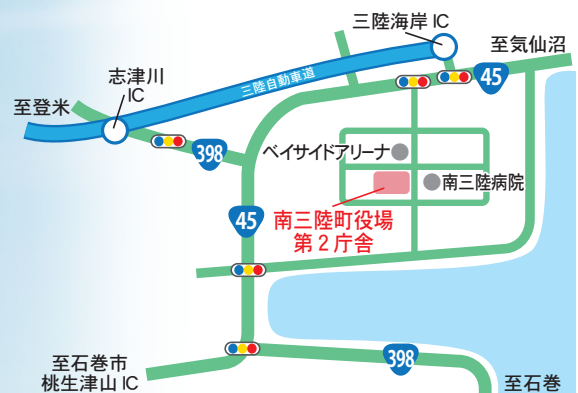 三陸海岸 IC
至気仙沼
志津川
IC
三陸自動車道
45
至登米
398
ベイサイドアリーナ
南三陸病院
45
南三陸町役場
第２庁舎
398
至石巻市
桃生津山 IC
至石巻